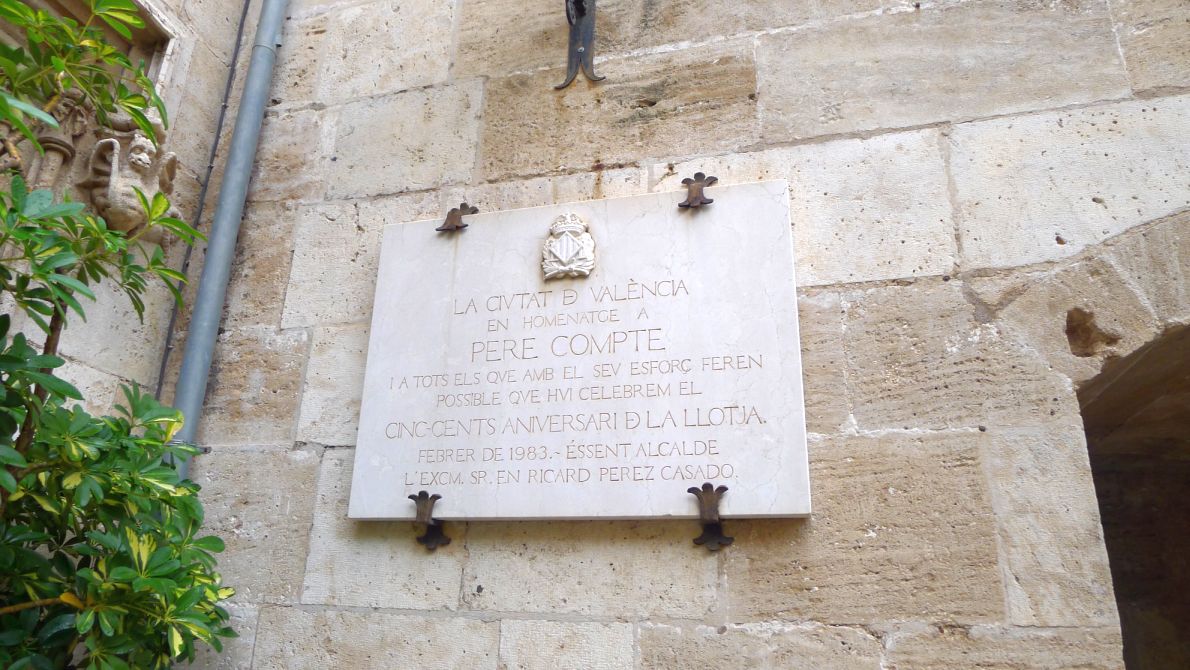 LA CIVTAT Đ VALÈNCIA
EN HOMENATGE A
PERE COMPTE
I A TOTS ELS QVE AMB EL SEV ESFORÇ FEREN
POSSIBLE QVE HVI CELEBREM EL
CINC-CENTS ANIVERSARI Đ LA LLOTJA.
FEBRER DE 1983.~ ÉSSENT ALCALDE
L'EXCM. SR. EN RICARD PEREZ CASADO.